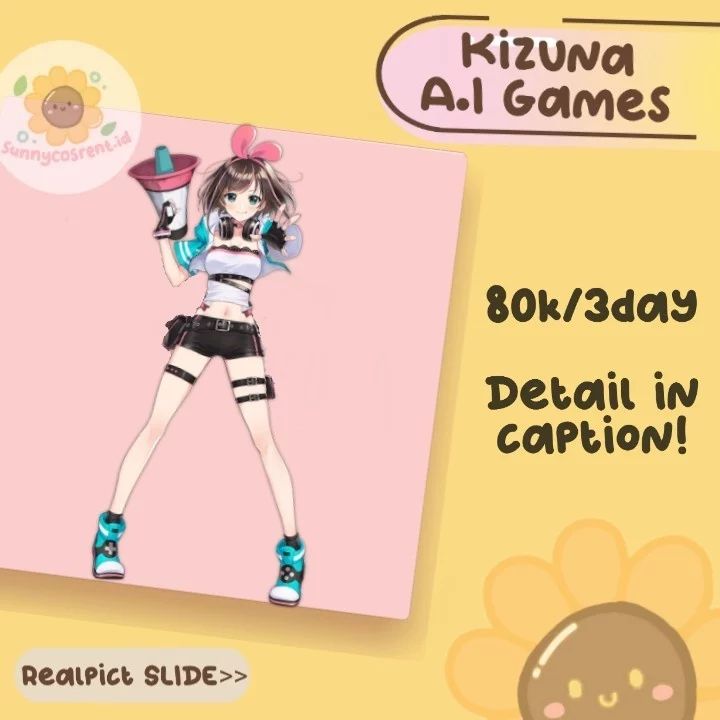 Kizuna
A.I Games
Sunnycosrent.id
80k/3day
Detail in
caption!
RealPict SLIDE>>